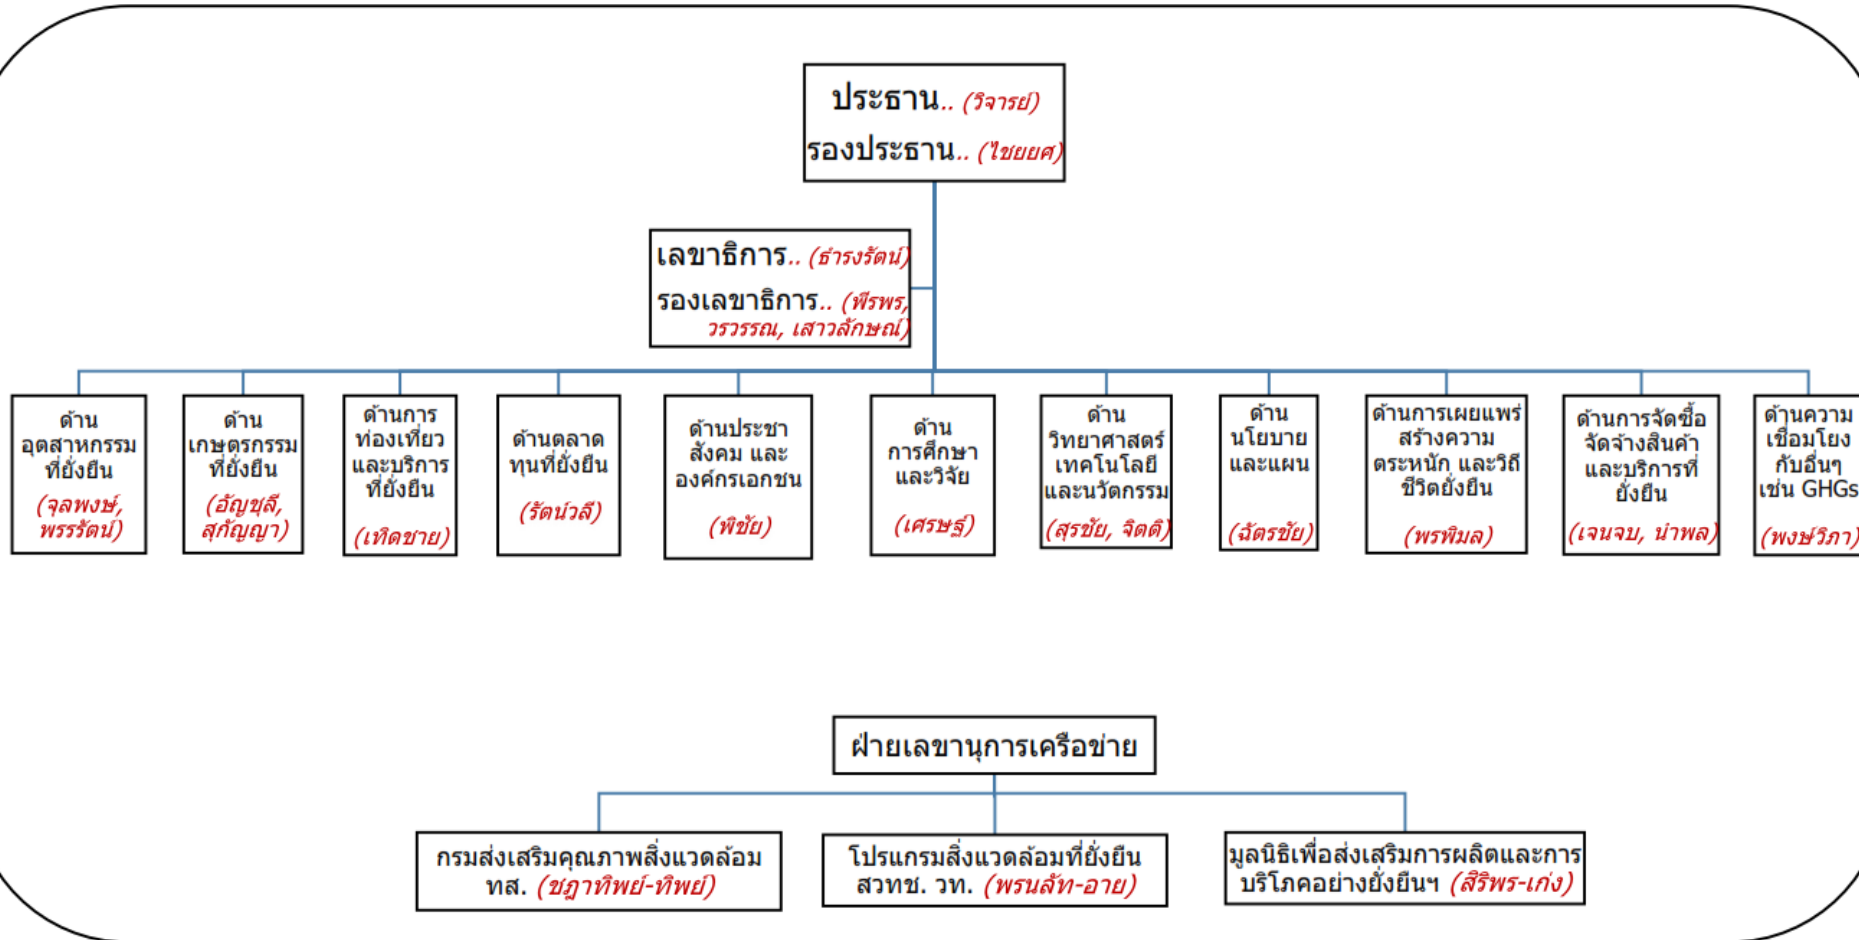 ประธาน.. (วิจารย์)
รองประธาน.. (ไชยยศ)
เลขาธิการ.. (ธำรงรัตน์)
รองเลขาธิการ.. (พีรพร,
วรวรรณ, เสาวลักษณ์)
ด้าน
อุตสาหกรรม
ที่ยั่งยืน
(จุลพงษ์,
พรรรัตน์)
ด้าน
เกษตรกรรม
ที่ยั่งยืน
(อัญชุลี,
สุกัญญา)
ด้านการ
ท่องเที่ยว
และบริการ
ที่ยั่งยืน
(เทิดชาย)
ด้านตลาด
ทุนที่ยั่งยืน
(รัตน์วลี)
ด้านประชา
สังคม และ
องค์กรเอกชน
(พิชัย)
ด้าน
การศึกษา
และวิจัย
(เศรษฐ์)
ด้าน
วิทยาศาสตร์
เทคโนโลยี
และนวัตกรรม
(สุรชัย, จิตติ)
ด้าน
นโยบาย
และแผน
(ฉัตรชัย)
ด้านการเผยแพร่
สร้างความ
ตระหนัก และวิถี
ชีวิตยั่งยืน
(พรพิมล)
ด้านการจัดซื้อ
จัดจ้างสินค้า
และบริการที่
ยั่งยืน
(เจนจบ, นำพล)
ด้านความ
เชื่อมโยง
กับอื่นๆ
เช่น GHGs
(พงษ์วิภา)
ฝ่ายเลขานุการเครือข่าย
กรมส่งเสริมคุณภาพสิ่งแวดล้อม
ทส. (ชฎาทิพย์-ทิพย์)
โปรแกรมสิ่งแวดล้อมที่ยั่งยืน
สวทช. วท. (พรนลัท-อาย)
มูลนิธิเพื่อส่งเสริมการผลิตและการ
บริโภคอย่างยั่งยืนฯ (สิริพร-เก่ง)